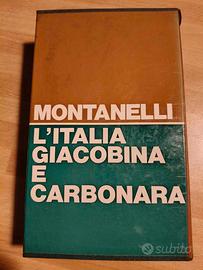 MONTANELLI
L'ITALIA
GIACOBINA
E
CARBONARA
subito